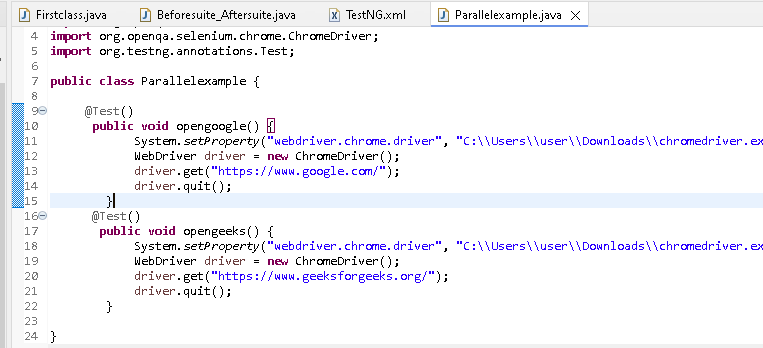 Firstclass.java Beforesuite_Aftersuite.java TestNG.xml Parallelexample.java
4 import org.openqa.selenium.chrome.ChromeDriver;
5 import org.testng.annotations.Test;
6
7 public class Parallelexample {
8
9 @Test()
10 public void opengoogle() {
11 System.setProperty("webdriver.chrome.driver", "C:\\Users\\user\\Downloads\\chromedriver.ex
12 WebDriver driver = new ChromeDriver();
13 driver.get("https://www.google.com/");
14 driver.quit();
15 }
16 @Test()
17 public void opengeeks() {
18 System.setProperty("webdriver.chrome.driver", "C:\\Users\\user\\Downloads\\chromedriver.ex
19 WebDriver driver = new ChromeDriver();
20 driver.get("https://www.geeksforgeeks.org/");
21 driver.quit();
22 }
23
24 }